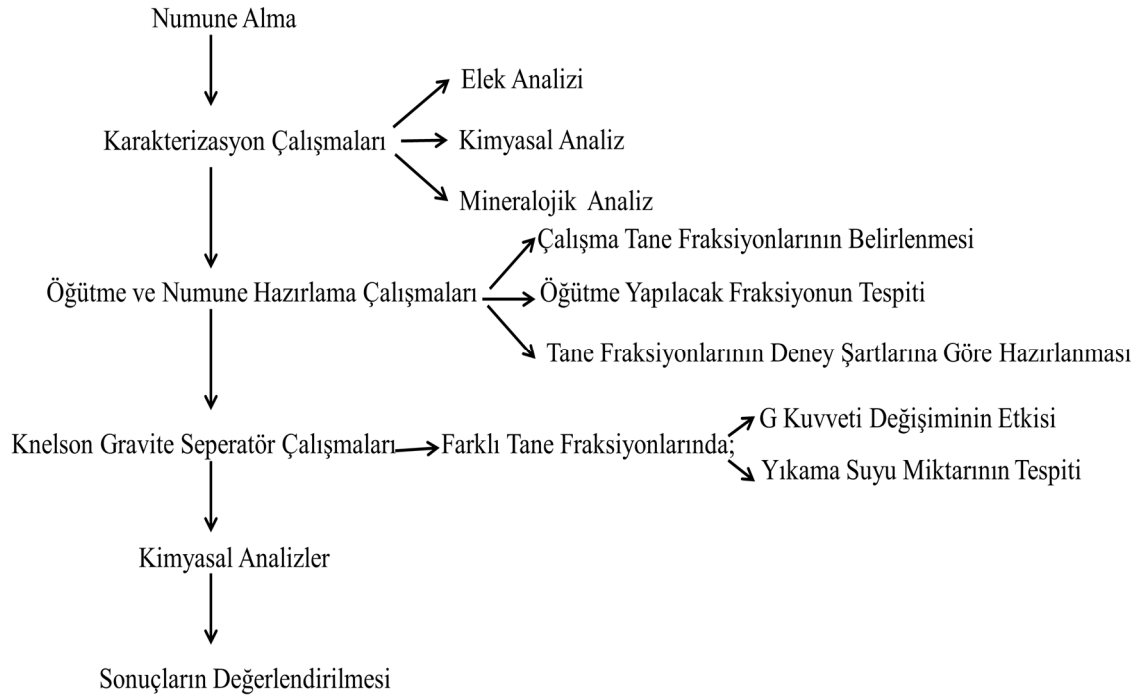 Numune Alma
Karakterizasyon Çalışmaları
Elek Analizi
Kimyasal Analiz
Mineralojik Analiz
Öğütme ve Numune Hazırlama Çalışmaları
Çalışma Tane Fraksiyonlarının Belirlenmesi
Öğütme Yapılacak Fraksiyonun Tespiti
Tane Fraksiyonlarının Deney Şartlarına Göre Hazırlanması
Knelson Gravite Seperatör Çalışmaları
Farklı Tane Fraksiyonlarında;
G Kuvveti Değişiminin Etkisi
Yıkama Suyu Miktarının Tespiti
Kimyasal Analizler
Sonuçların Değerlendirilmesi